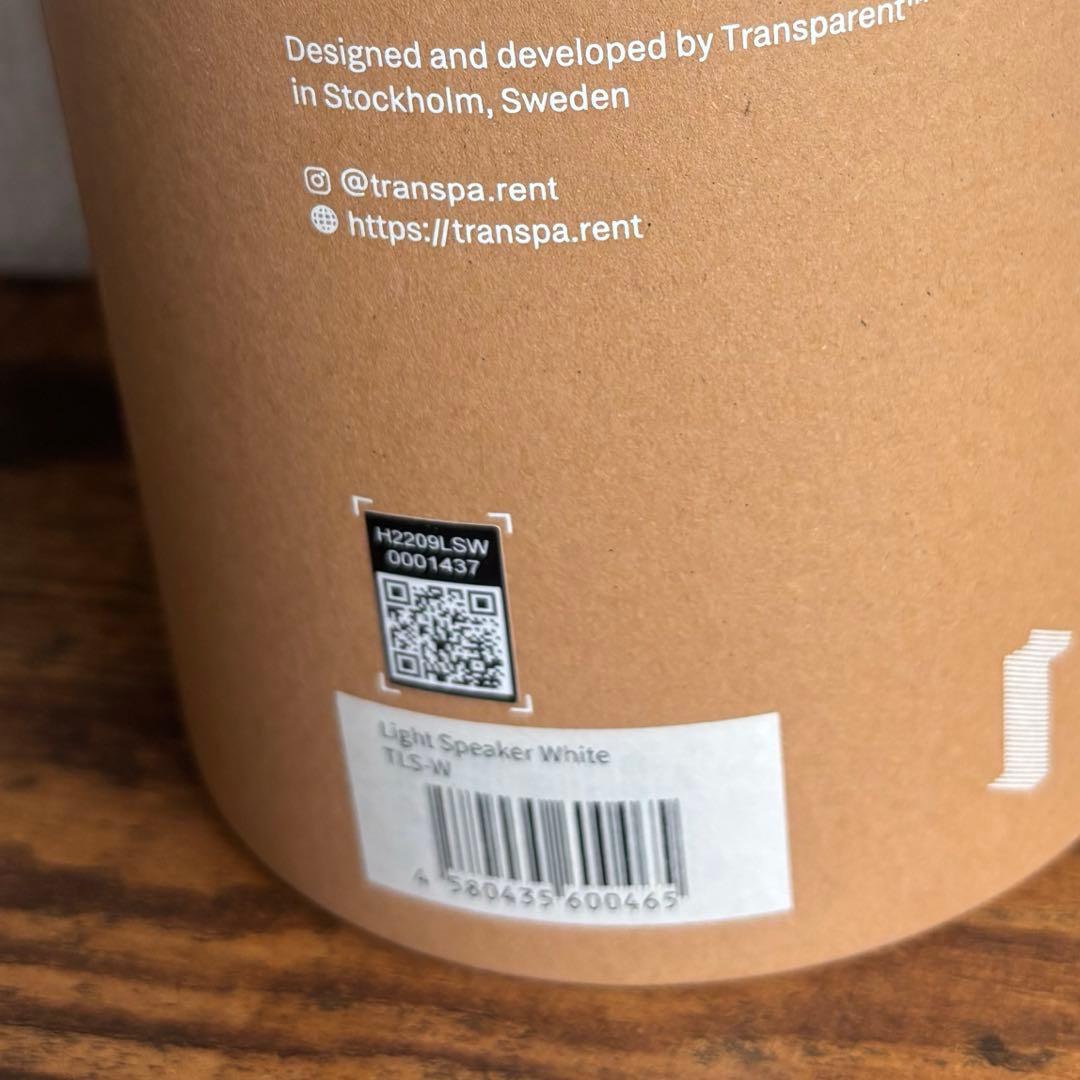 Designed and developed by Transparent™
in Stockholm, Sweden
@transpa.rent
https://transpa.rent
H2209LSW
0001437
Light Speaker White
TLS-W
4 580435 600465